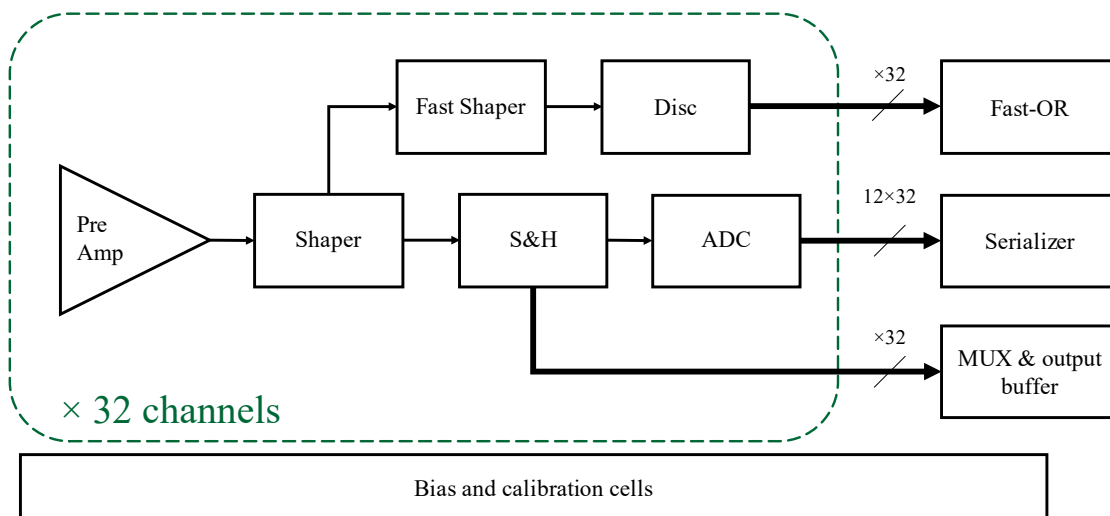 ×32
Fast Shaper
Disc
Fast-OR
12×32
Pre
Amp
Shaper
S&H
ADC
Serializer
×32
MUX & output
buffer
× 32 channels
Bias and calibration cells